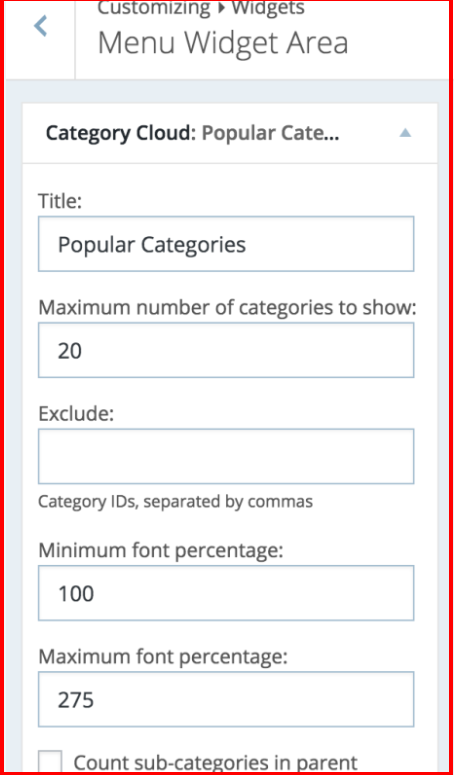 Customizing ▸ Widgets
Menu Widget Area
Category Cloud: Popular Cate...
Title:
Popular Categories
Maximum number of categories to show:
20
Exclude:
Category IDs, separated by commas
Minimum font percentage:
100
Maximum font percentage:
275
Count sub-categories in parent